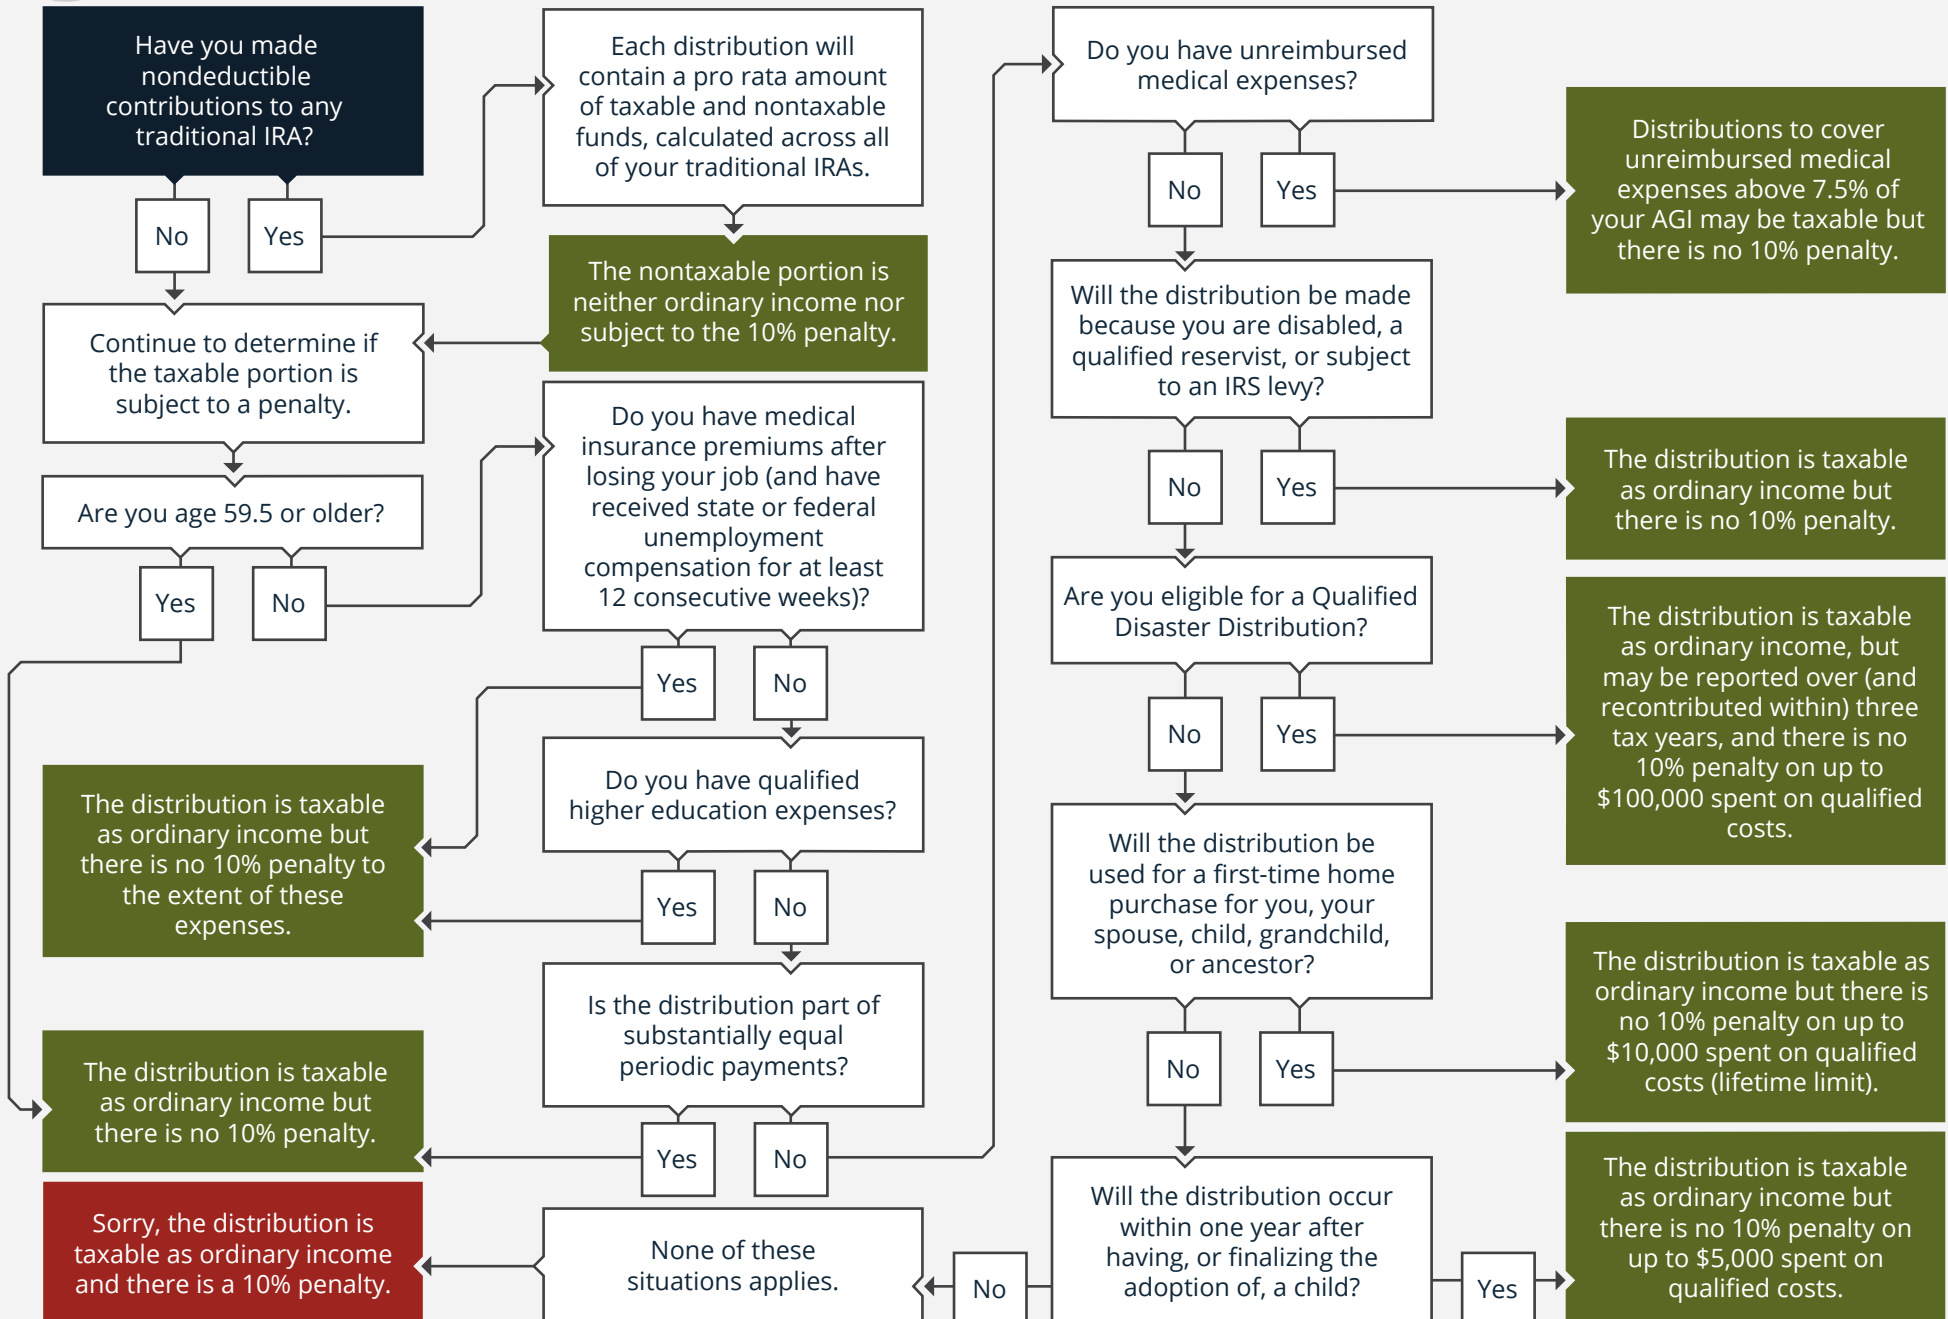 Have you made
nondeductible
contributions to any
traditional IRA?
No
Yes
Each distribution will
contain a pro rata amount
of taxable and nontaxable
funds, calculated across all
of your traditional IRAs.
The nontaxable portion is
neither ordinary income nor
subject to the 10% penalty.
Continue to determine if
the taxable portion is
subject to a penalty.
Are you age 59.5 or older?
Yes
No
Do you have medical
insurance premiums after
losing your job (and have
received state or federal
unemployment
compensation for at least
12 consecutive weeks)?
Yes
No
Do you have qualified
higher education expenses?
Yes
No
The distribution is taxable
as ordinary income but
there is no 10% penalty to
the extent of these
expenses.
Is the distribution part of
substantially equal
periodic payments?
Yes
No
The distribution is taxable
as ordinary income but
there is no 10% penalty.
Do you have unreimbursed
medical expenses?
No
Yes
Distributions to cover
unreimbursed medical
expenses above 7.5% of
your AGI may be taxable but
there is no 10% penalty.
Will the distribution be made
because you are disabled, a
qualified reservist, or subject
to an IRS levy?
No
Yes
The distribution is taxable
as ordinary income but
there is no 10% penalty.
Are you eligible for a Qualified
Disaster Distribution?
No
Yes
The distribution is taxable
as ordinary income, but
may be reported over (and
recontributed within) three
tax years, and there is no
10% penalty on up to
$100,000 spent on qualified
costs.
Will the distribution be
used for a first-time home
purchase for you, your
spouse, child, grandchild,
or ancestor?
No
Yes
The distribution is taxable as
ordinary income but there is
no 10% penalty on up to
$10,000 spent on qualified
costs (lifetime limit).
Will the distribution occur
within one year after
having, or finalizing the
adoption of, a child?
Yes
The distribution is taxable
as ordinary income but
there is no 10% penalty on
up to $5,000 spent on
qualified costs.
No
None of these
situations applies.
Sorry, the distribution is
taxable as ordinary income
and there is a 10% penalty.